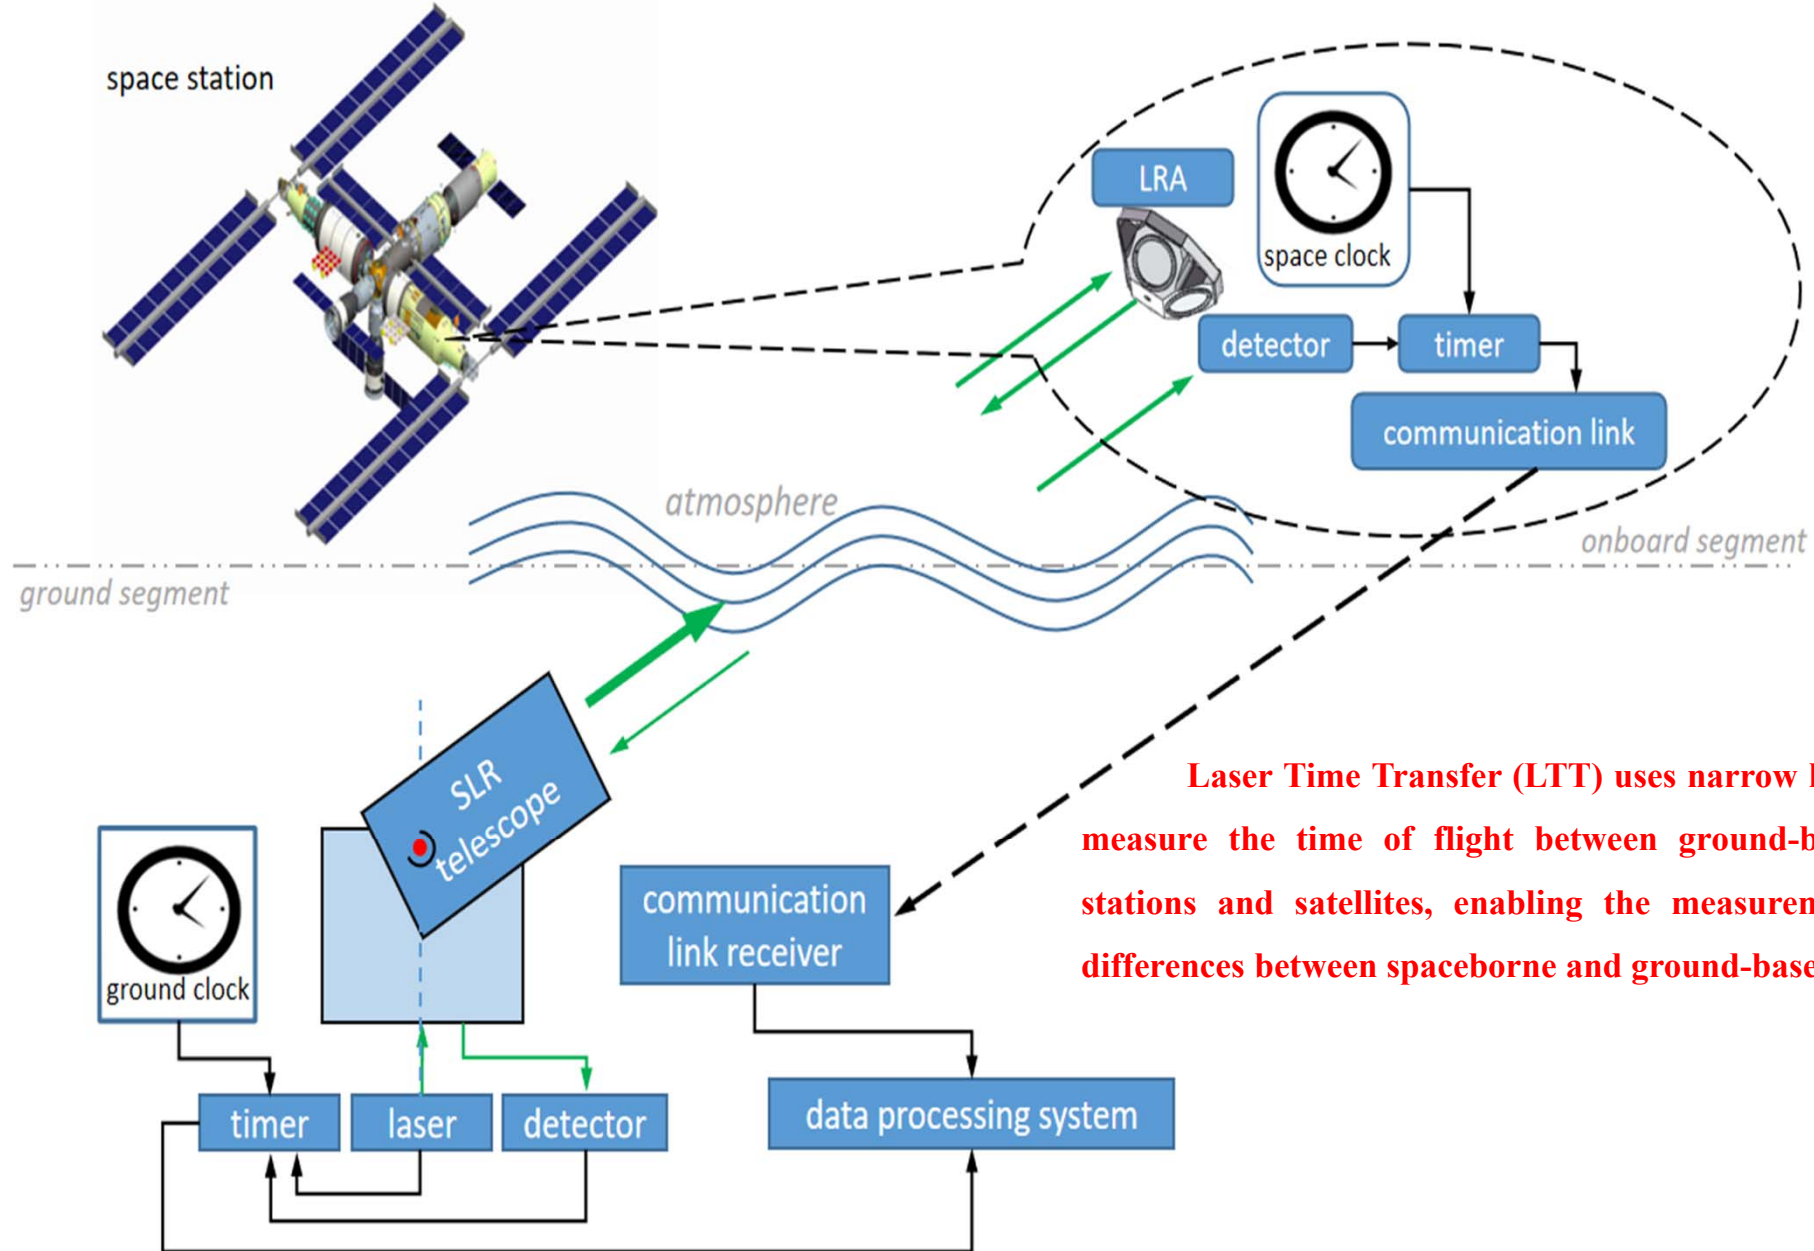 space station
LRA
space clock
detector
timer
communication link
atmosphere
onboard segment
ground segment
SLR
telescope
Laser Time Transfer (LTT) uses narrow
measure the time of flight between ground-b
stations and satellites, enabling the measurem
differences between spaceborne and ground-base
communication
link receiver
ground clock
timer
laser
detector
data processing system